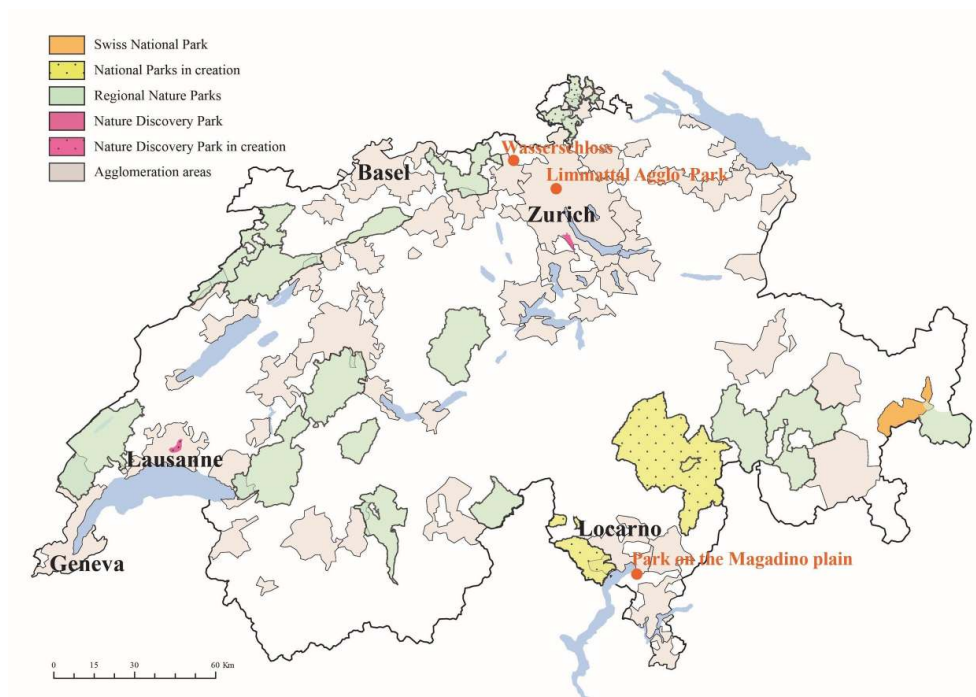 Swiss National Park
National Parks in creation
Regional Nature Parks
Nature Discovery Park
Nature Discovery Park in creation
Agglomeration areas
Wasserschloss
Basel
Limmattal Agglo- Park
Zurich
Lausanne
Locarno
Geneva
Park on the Magadino plain
0 15 30 60 Km